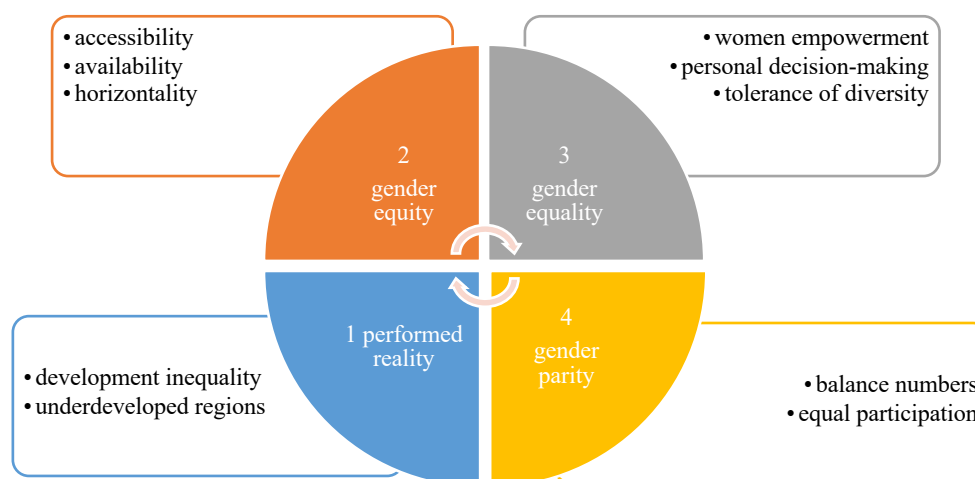 • accessibility
• availability
• horizontality
• women empowerment
• personal decision-making
• tolerance of diversity
2
gender
equity
3
gender
equality
1 performed
reality
4
gender
parity
• development inequality
• underdeveloped regions
• balance numbers
• equal participation